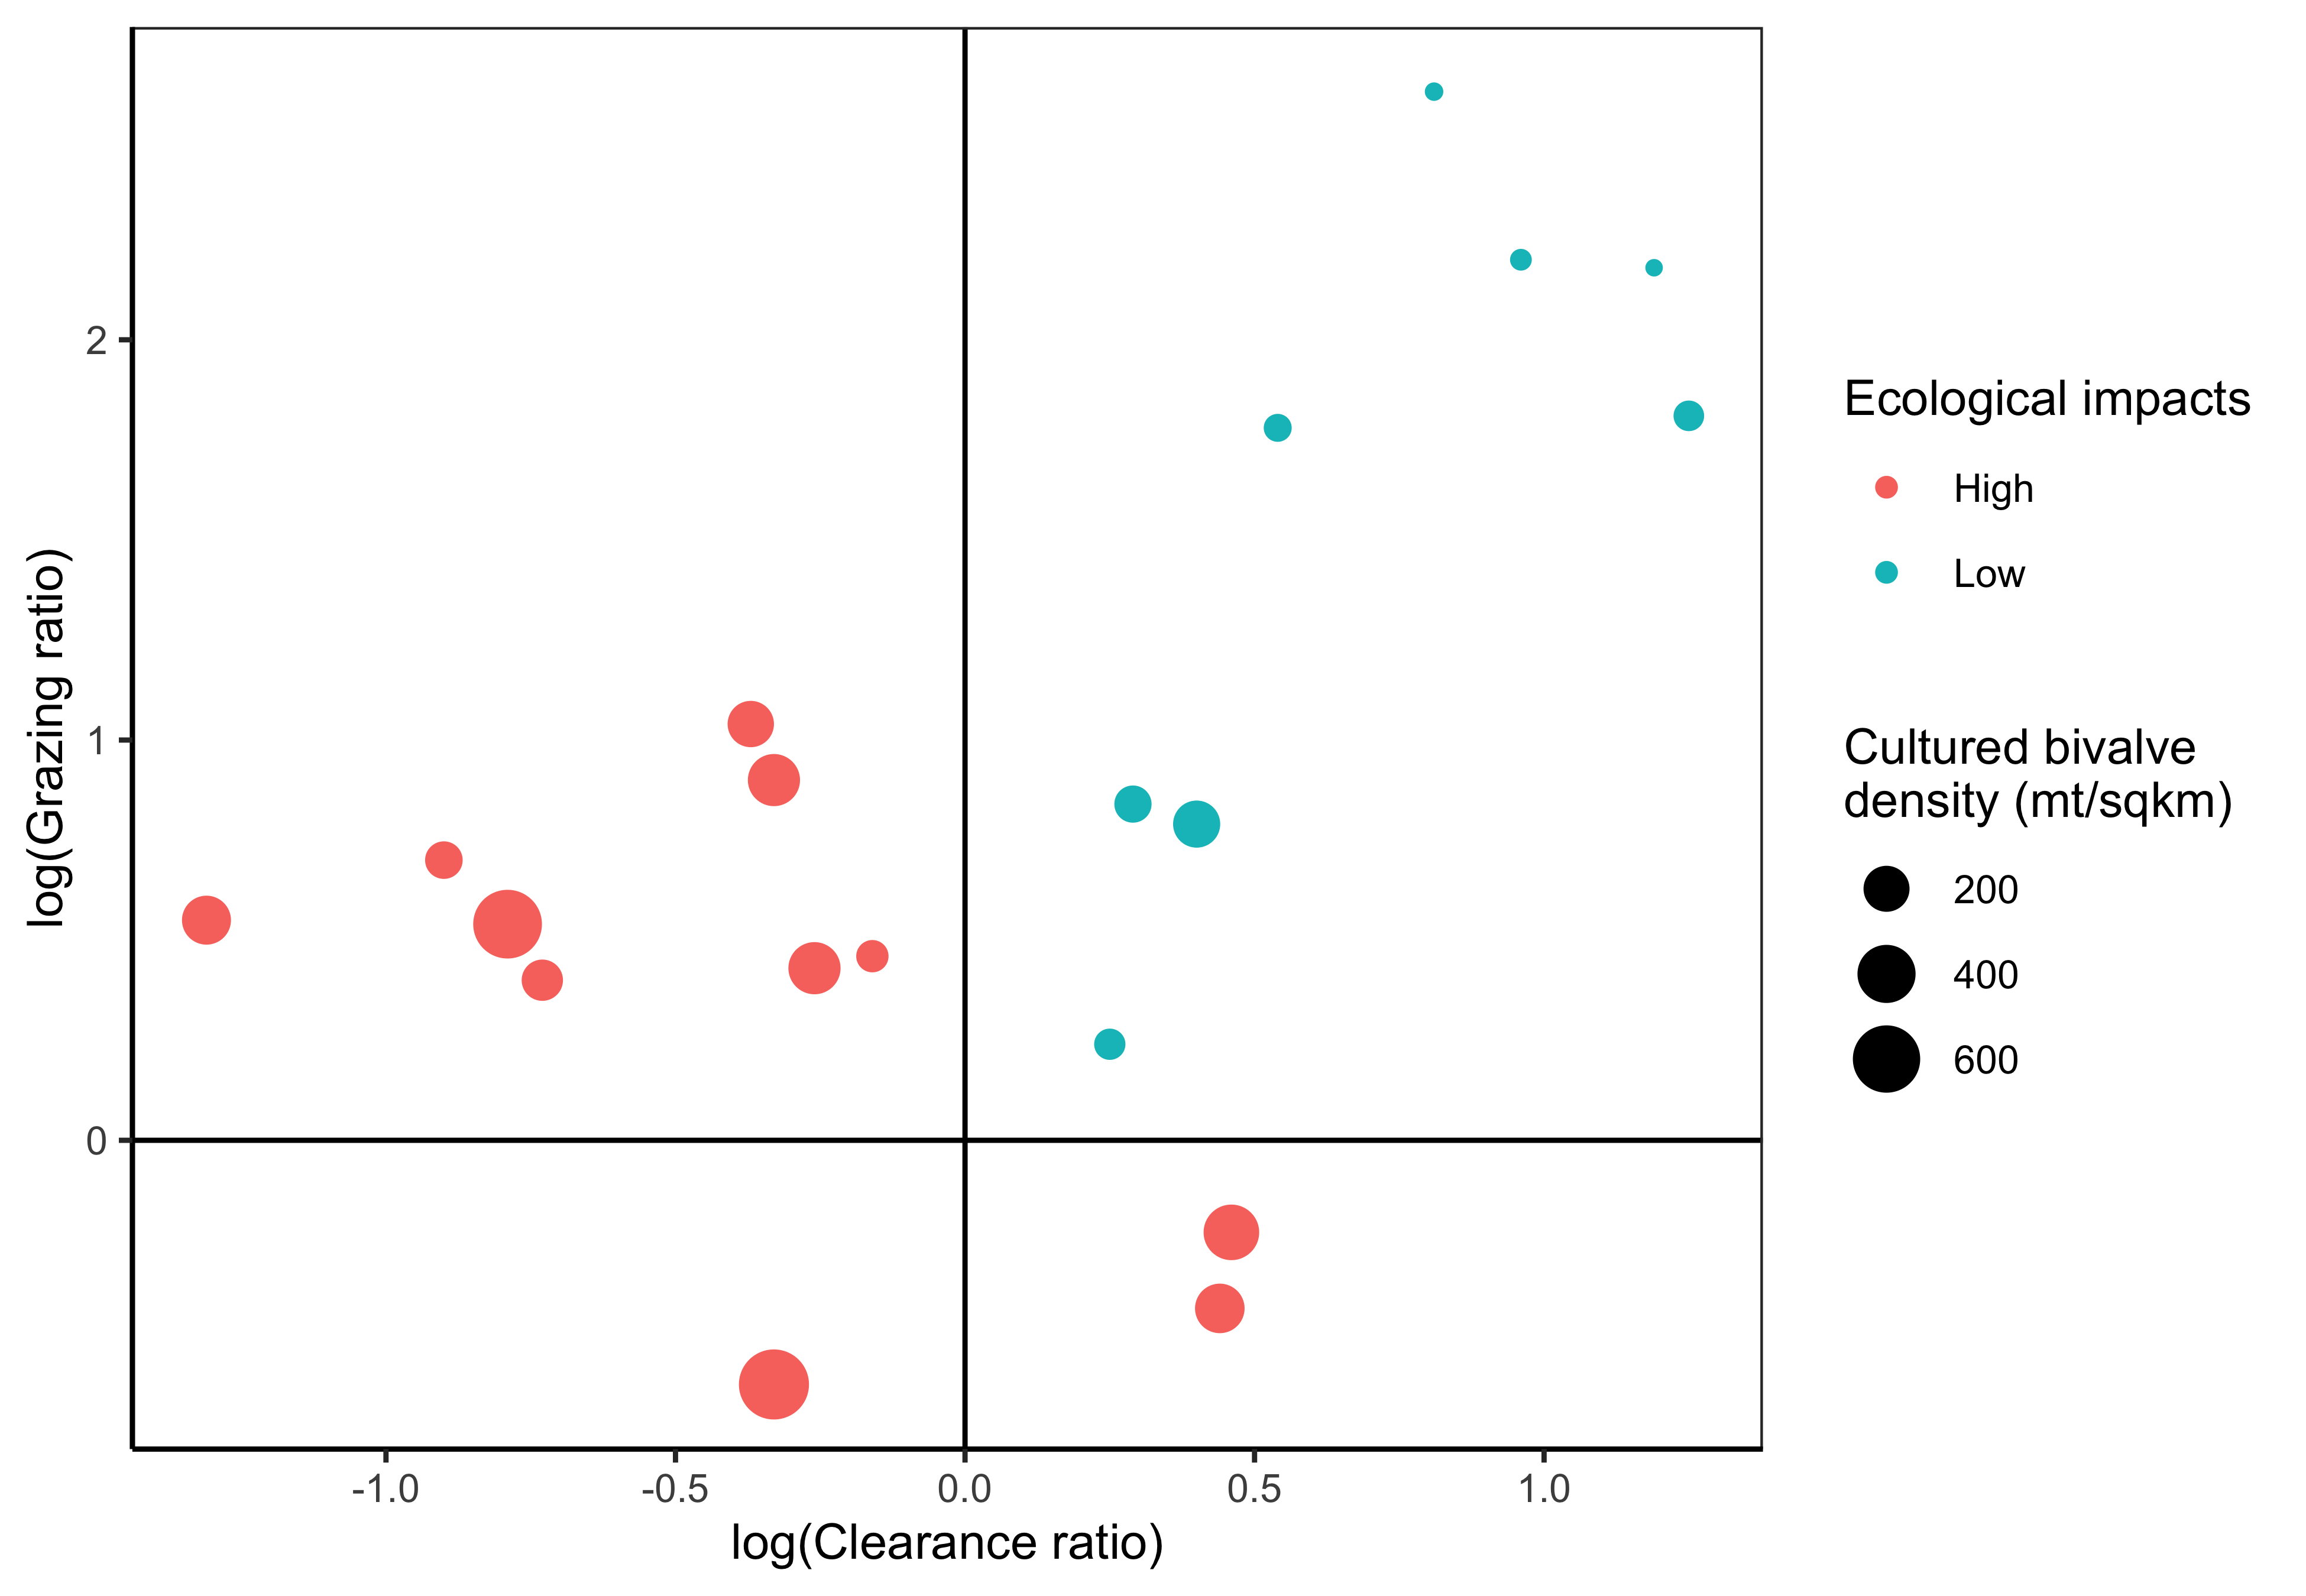 2
1
0
log(Grazing ratio)
-1.0 -0.5 0.0 0.5 1.0
log(Clearance ratio)
Ecological impacts
High
Low
Cultured bivalve
density (mt/sqkm)
200
400
600